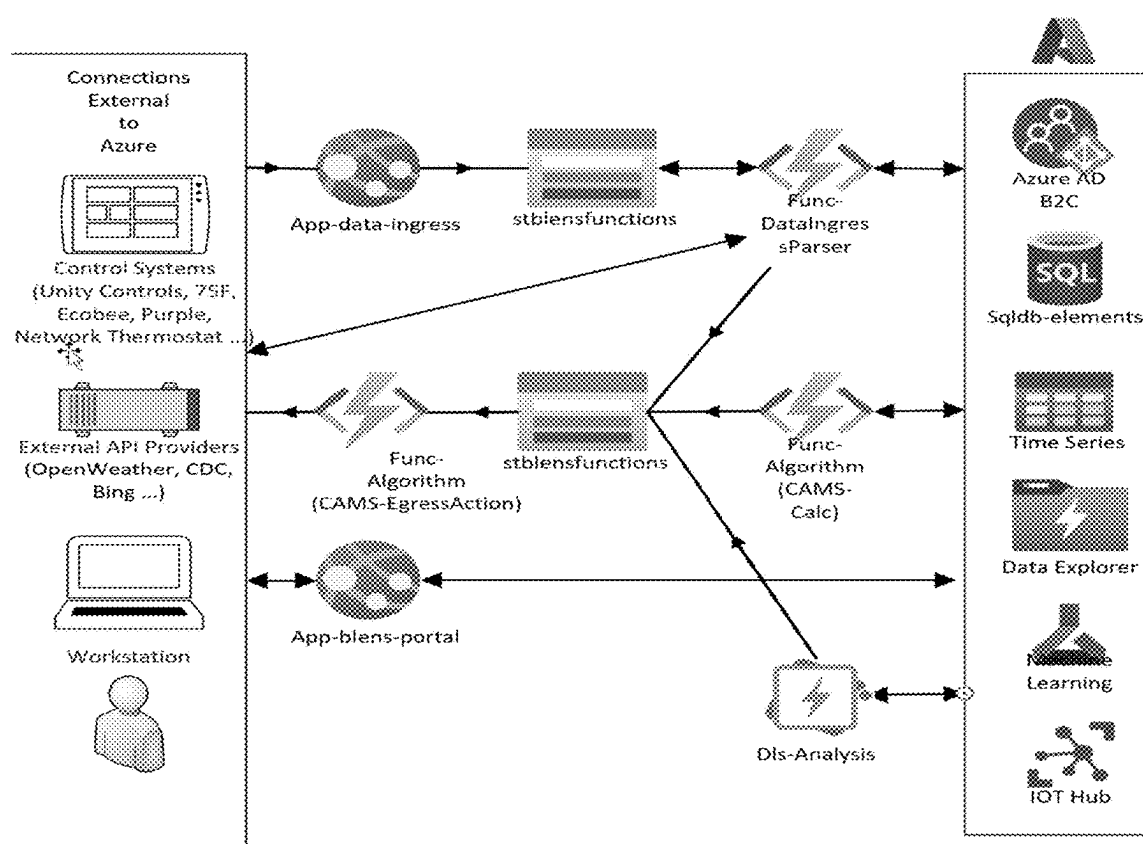 Connections
External
to
Azure
Control Systems
(Unity Controls, 75F,
Ecobee, Purple,
Network Thermostat ...)
External API Providers
(OpenWeather, CDC,
Bing ...)
Workstation
App-data-ingress
stblensfunctions
Func-
DataIngres
sParser
Func-
Algorithm
(CAMS-EgressAction)
stblensfunctions
Func-
Algorithm
(CAMS-
Calc)
App-blens-portal
Dls-Analysis
Azure AD
B2C
SQL
Sqldb-elements
Time Series
Data Explorer
Machine
Learning
IOT Hub